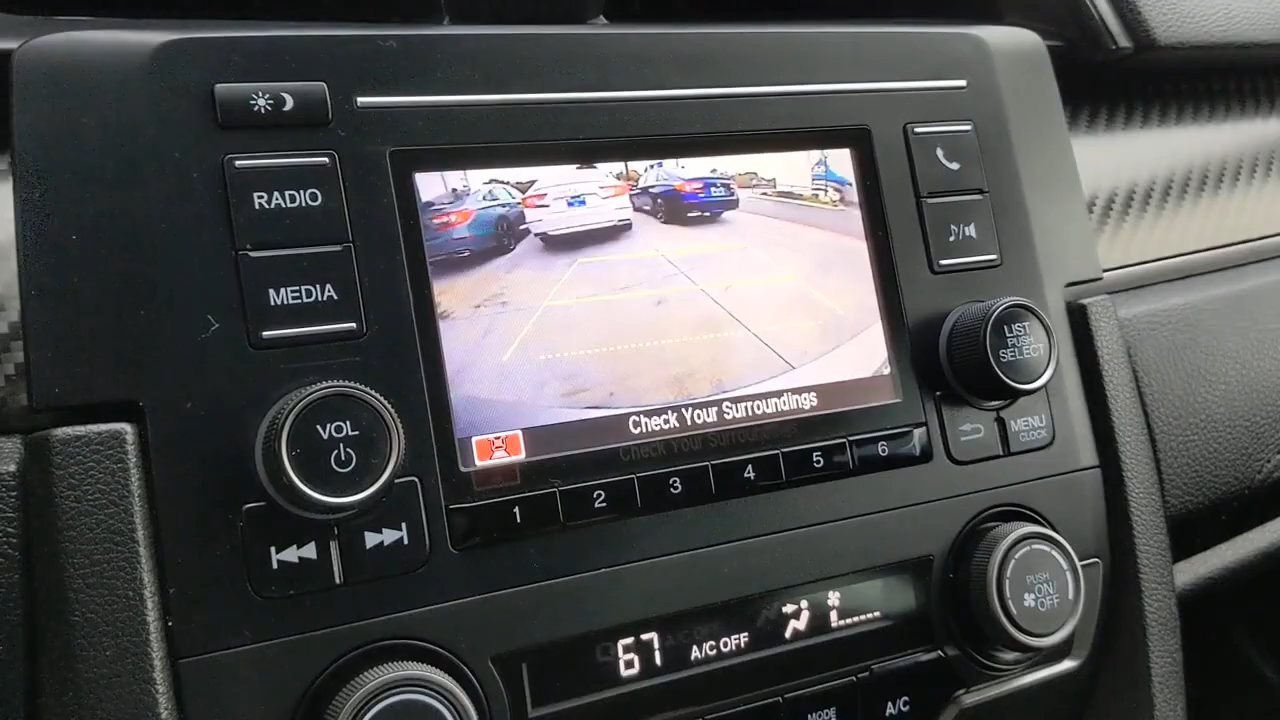 RADIO
MEDIA
VOL
LIST
PUSH
SELECT
MENU
CLOCK
Check Your Surroundings
1 2 3 4 5 6
PUSH
ON/
OFF
67 A/C OFF
MODE
A/C